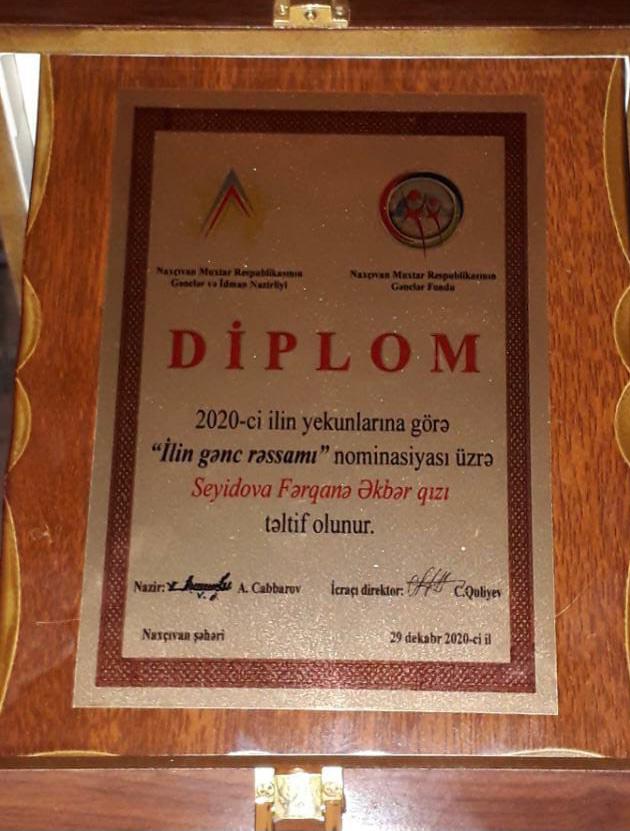 Naxçıvan Muxtar Respublikasının
Gənclər və İdman Nazirliyi
Naxçıvan Muxtar Respublikasının
Gənclər Fondu
DİPLOM
2020-ci ilin yekunlarına görə
“İlin gənc rəssamı” nominasiyası üzrə
Seyidova Fərqanə Əkbər qızı
təltif olunur.
Nazir: A. Cabbarov İcraçı direktor: C.Quliyev
Naxçıvan şəhəri 29 dekabr 2020-ci il